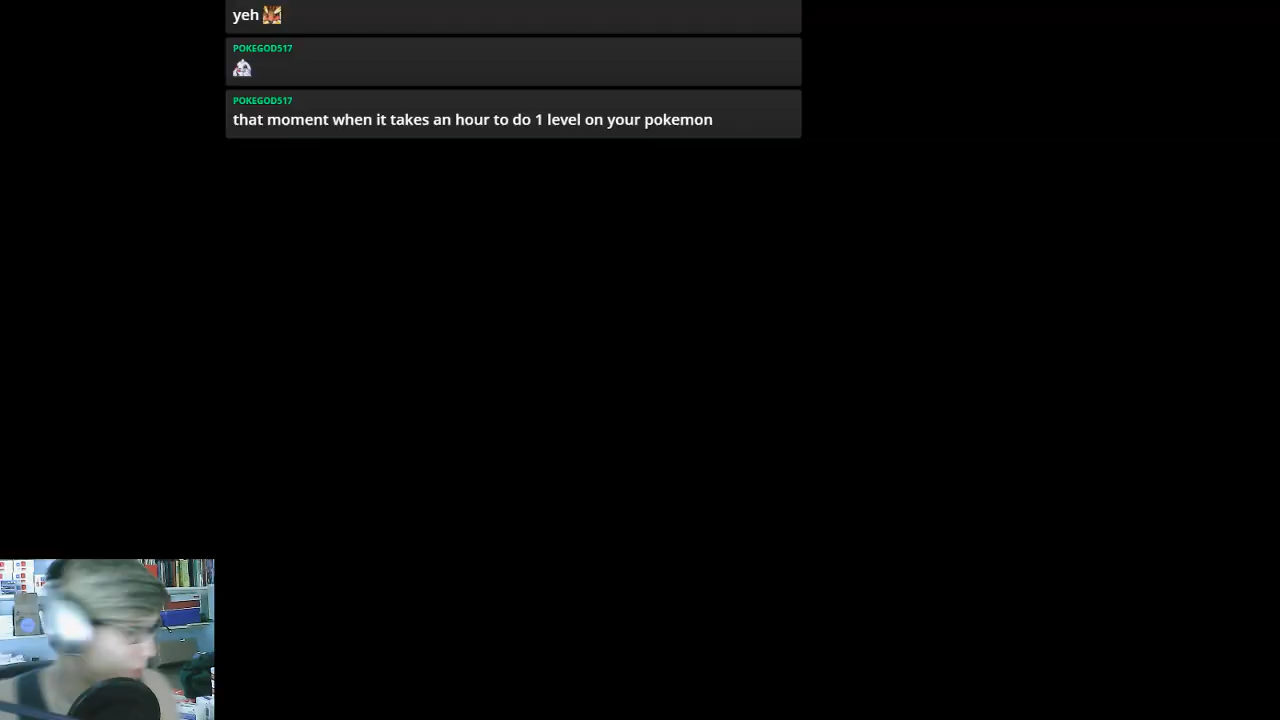 yeh
POKEGOD517
POKEGOD517
that moment when it takes an hour to do 1 level on your pokemon